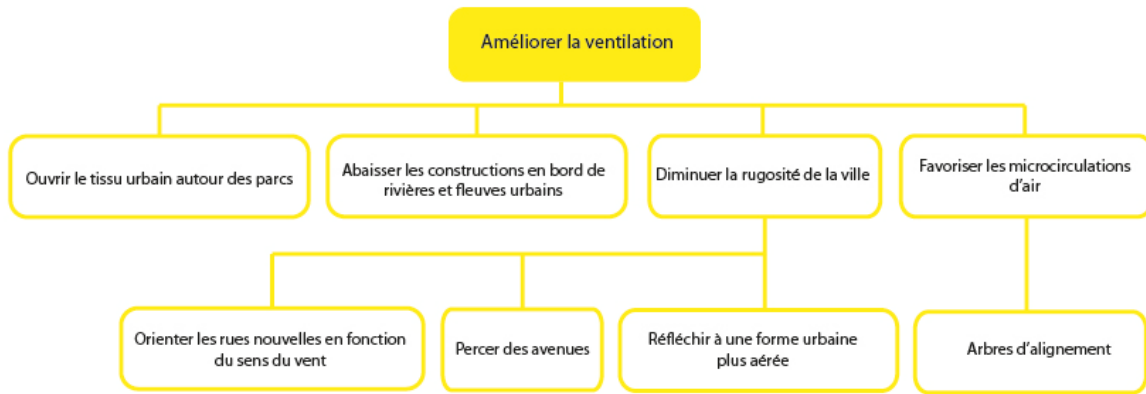 Améliorer la ventilation
Ouvrir le tissu urbain autour des parcs
Abaisser les constructions en bord de
rivières et fleuves urbains
Diminuer la rugosité de la ville
Favoriser les microcirculations
d'air
Orienter les rues nouvelles en fonction
du sens du vent
Percer des avenues
Réfléchir à une forme urbaine
plus aérée
Arbres d'alignement